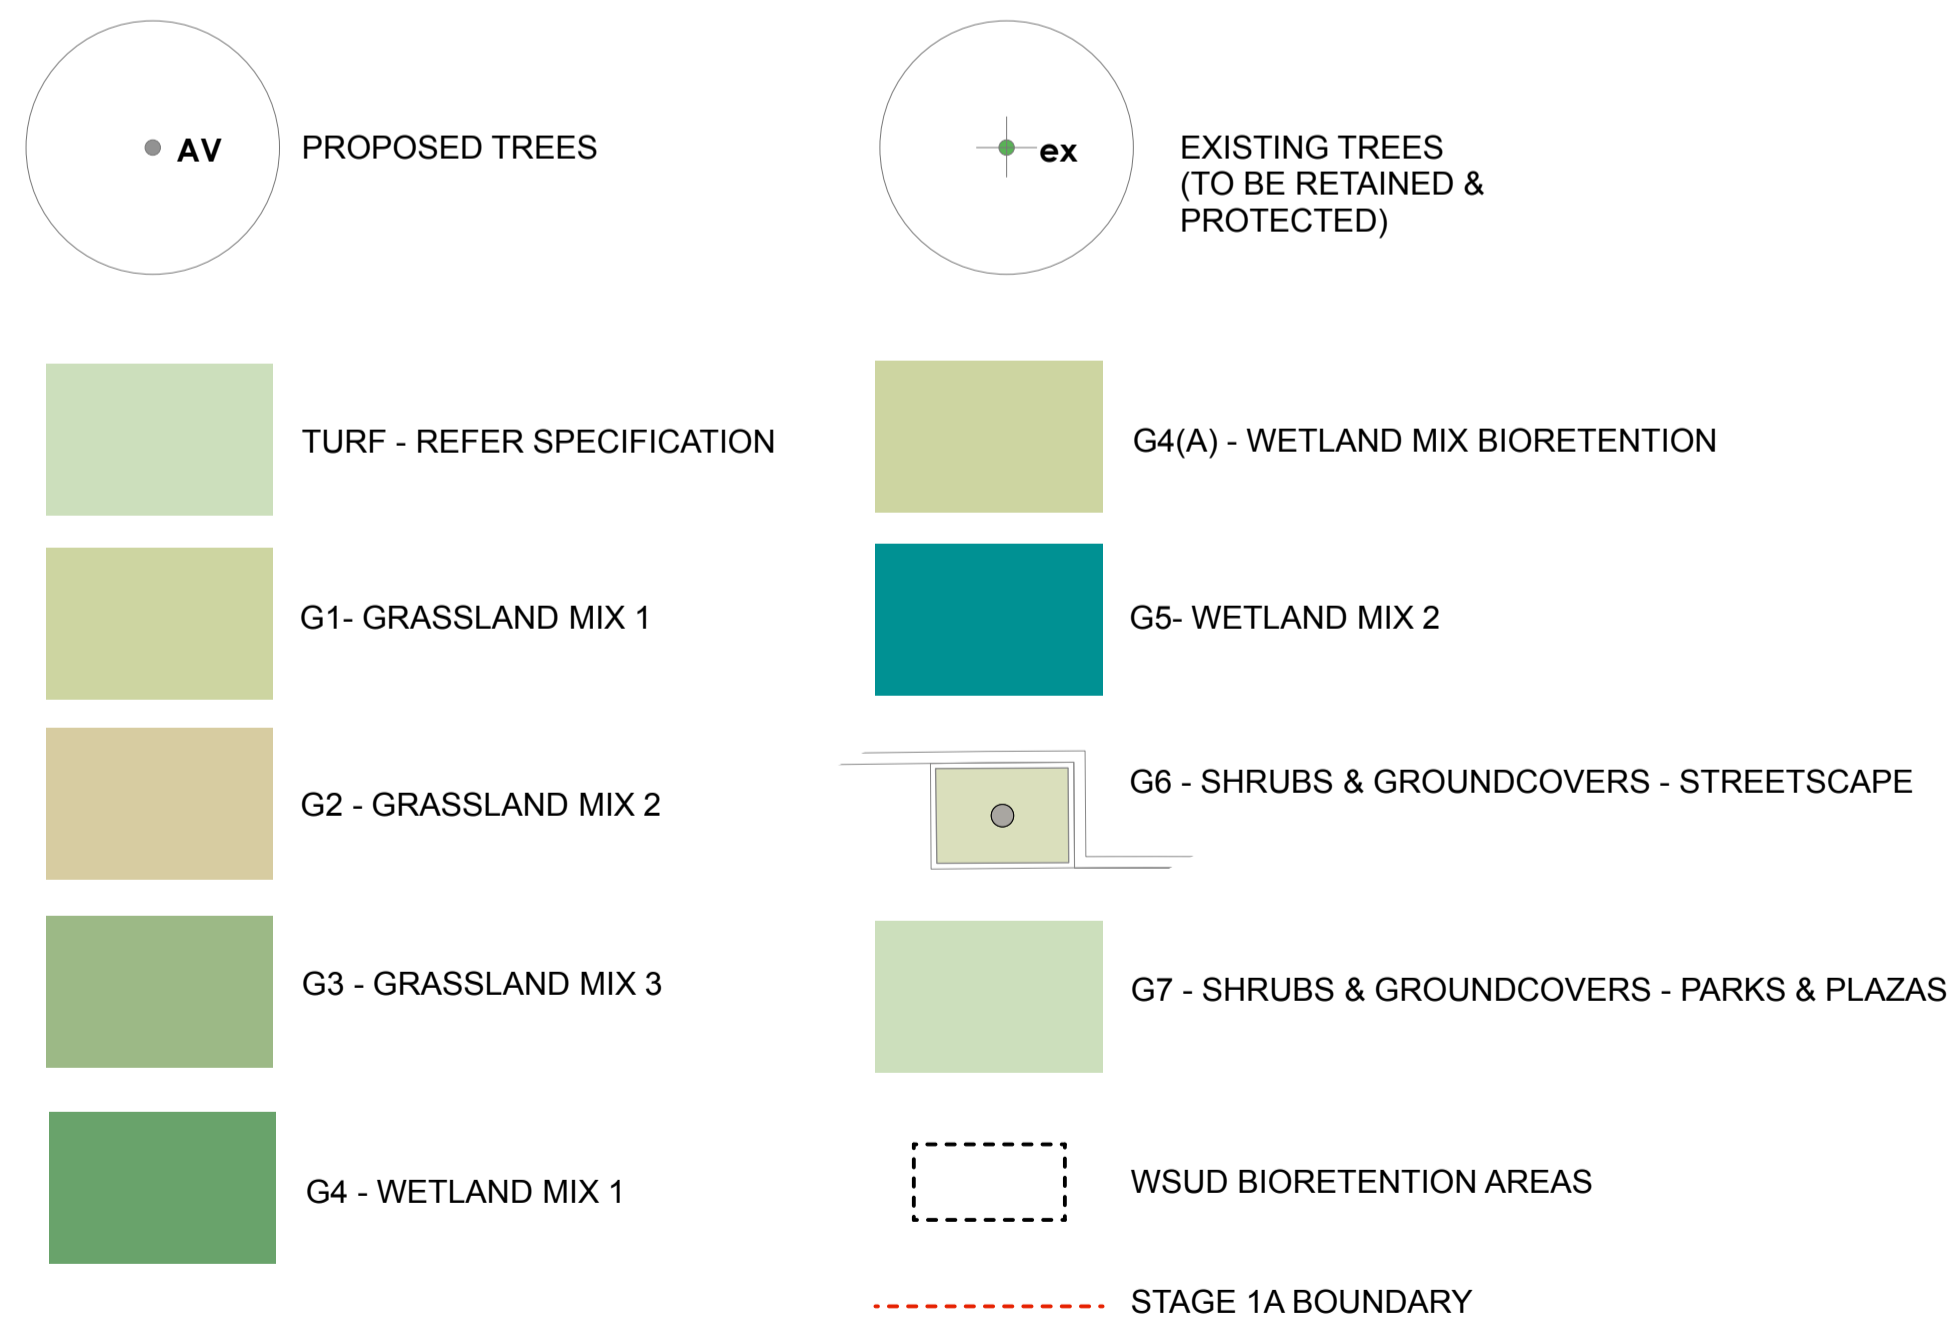 AV PROPOSED TREES
TURF - REFER SPECIFICATION
G1- GRASSLAND MIX 1
G2 - GRASSLAND MIX 2
G3 - GRASSLAND MIX 3
G4 - WETLAND MIX 1
ex EXISTING TREES
(TO BE RETAINED &
PROTECTED)
G4(A) - WETLAND MIX BIORETENTION
G5- WETLAND MIX 2
G6 - SHRUBS & GROUNDCOVERS - STREETSCAPE
G7 - SHRUBS & GROUNDCOVERS - PARKS & PLAZAS
WSUD BIORETENTION AREAS
STAGE 1A BOUNDARY